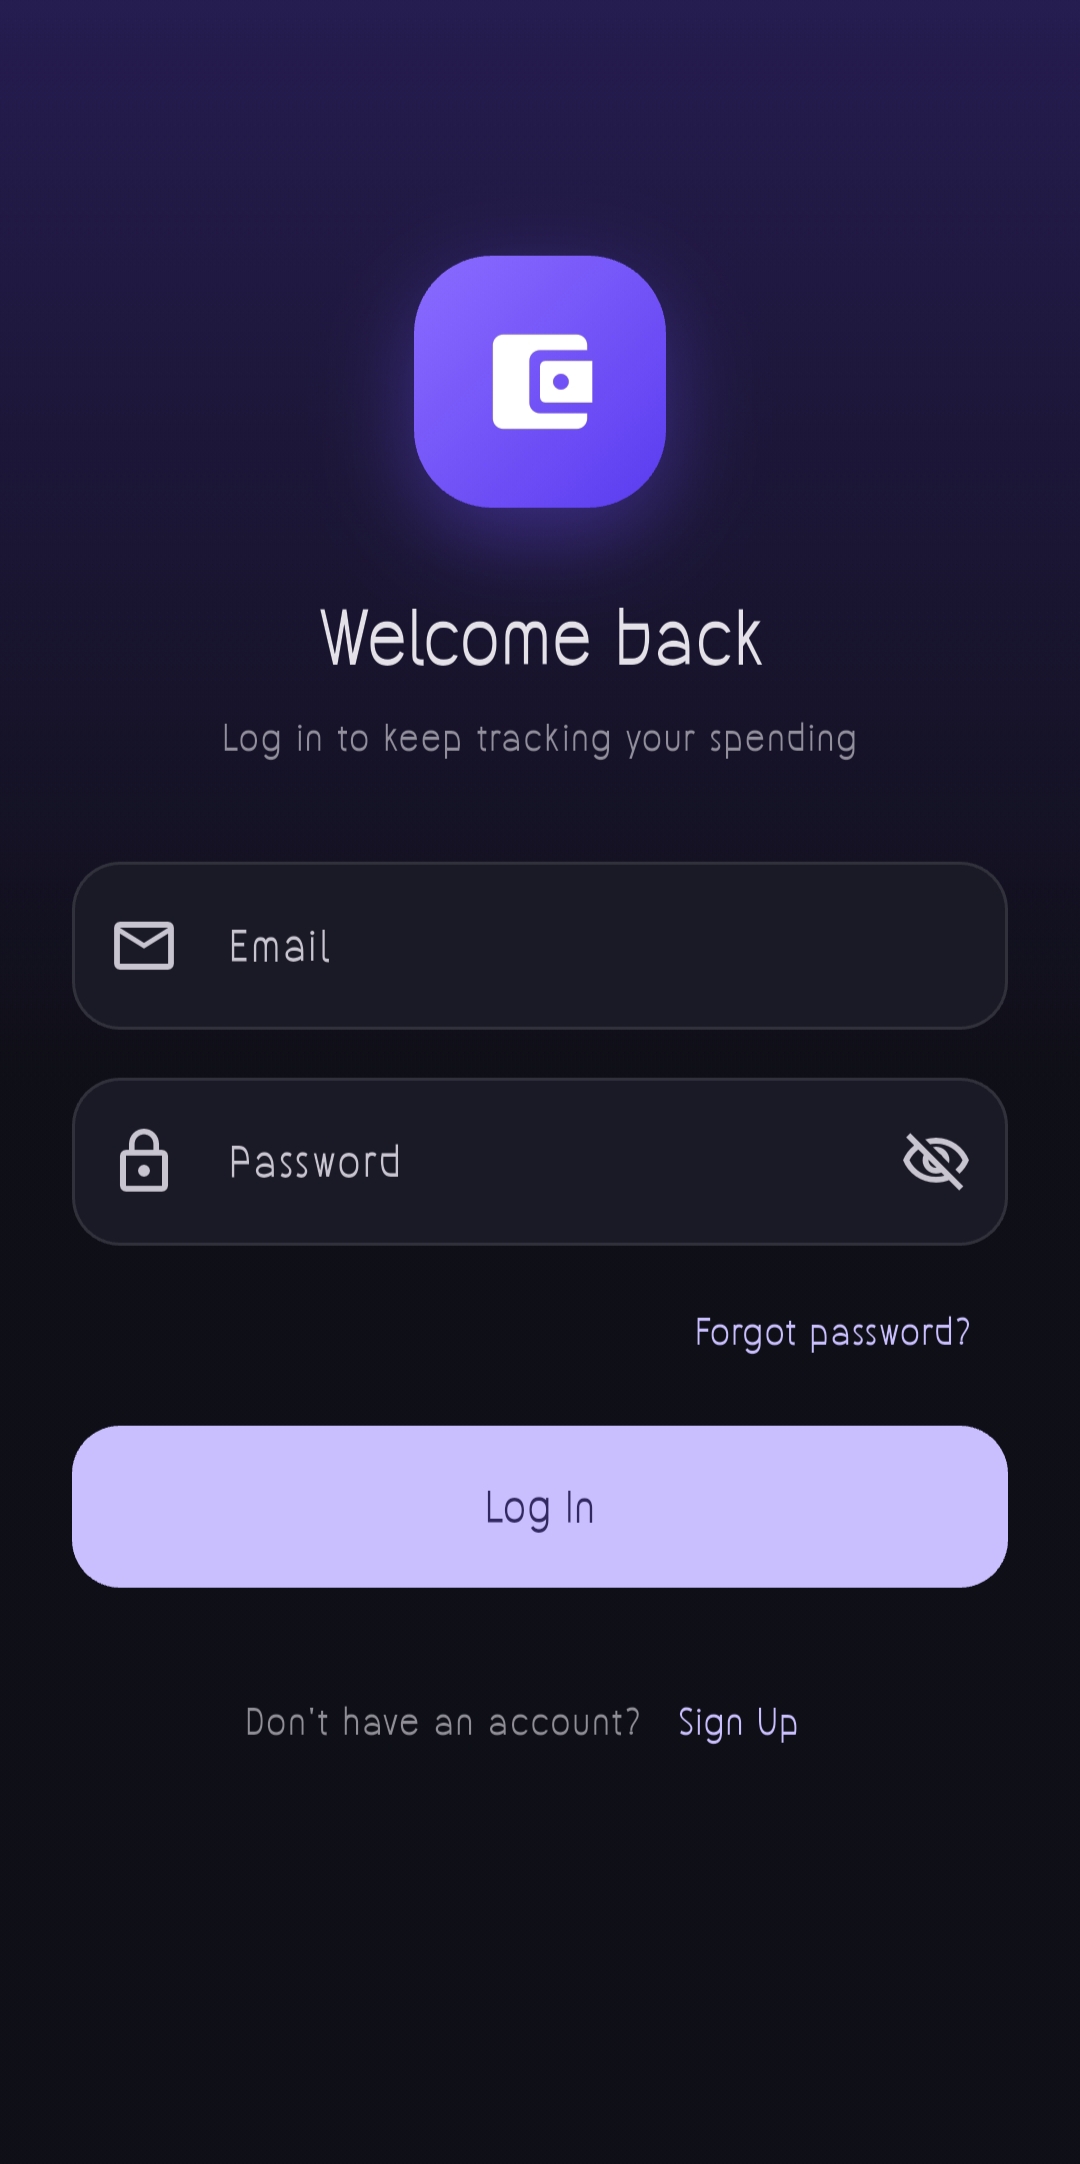 Welcome back
Log in to keep tracking your spending
Email
Password
Forgot password?
Log In
Don't have an account? Sign Up